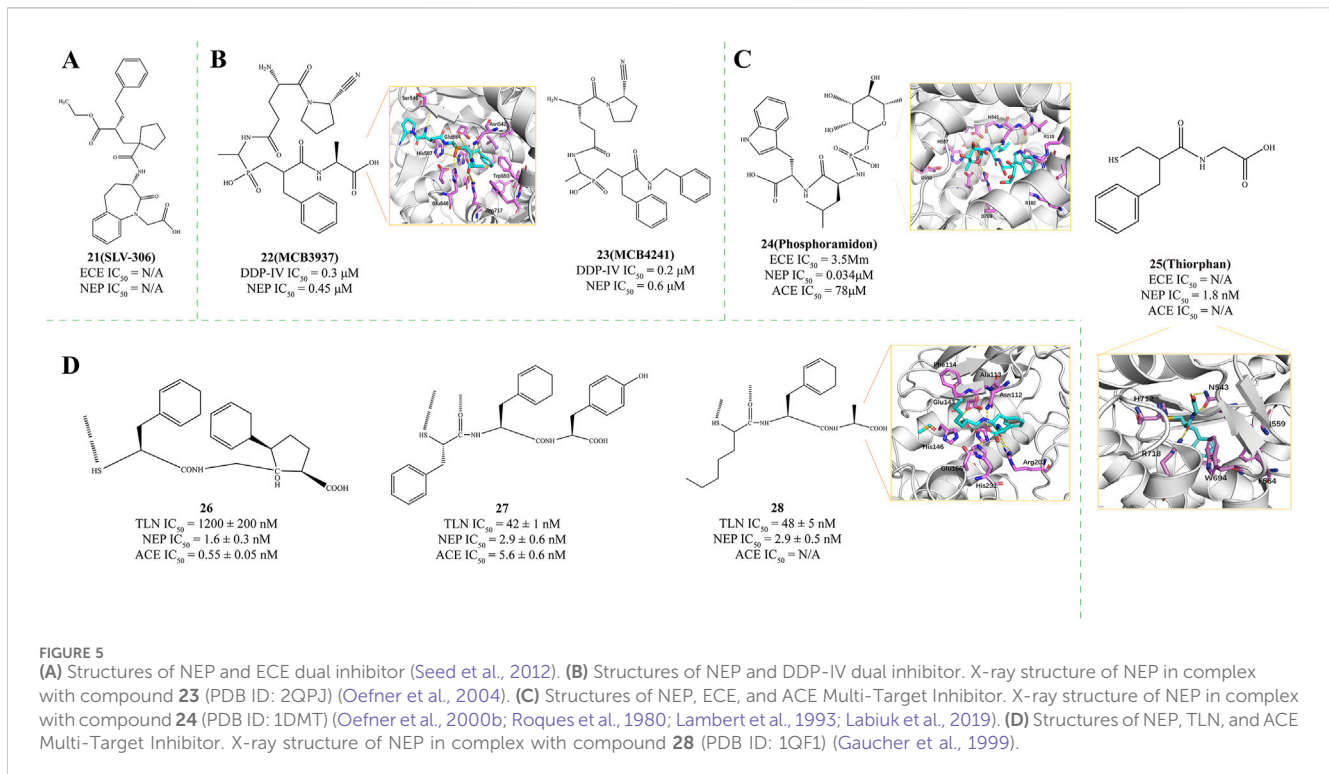 A
B
C
D
21(SLV-306)
ECE IC50 = N/A
NEP IC50 = N/A
22(MCB3937)
DDP-IV IC50 = 0.3 μM
NEP IC50 = 0.45 μM
23(MCB4241)
DDP-IV IC50 = 0.2 μM
NEP IC50 = 0.6 μM
24(Phosphoramidon)
ECE IC50 = 3.5Mm
NEP IC50 = 0.034μM
ACE IC50 = 78μM
25(Thiorphan)
ECE IC50 = N/A
NEP IC50 = 1.8 nM
ACE IC50 = N/A
26
TLN IC50 = 1200 ± 200 nM
NEP IC50 = 1.6 ± 0.3 nM
ACE IC50 = 0.55 ± 0.05 nM
27
TLN IC50 = 42 ± 1 nM
NEP IC50 = 2.9 ± 0.6 nM
ACE IC50 = 5.6 ± 0.6 nM
28
TLN IC50 = 48 ± 5 nM
NEP IC50 = 2.9 ± 0.5 nM
ACE IC50 = N/A
Phe114
Ala113
Asn112
His146
His231
N542
H587
H712
R718
W694
FIGURE 5
(A) Structures of NEP and ECE dual inhibitor (Seed et al., 2012). (B) Structures of NEP and DDP-IV dual inhibitor. X-ray structure of NEP in complex
with compound 23 (PDB ID: 2QPJ) (Oefner et al., 2004). (C) Structures of NEP, ECE, and ACE Multi-Target Inhibitor. X-ray structure of NEP in complex
with compound 24 (PDB ID: 1DMT) (Oefner et al., 2000b; Roques et al., 1980; Lambert et al., 1993; Labiuk et al., 2019). (D) Structures of NEP, TLN, and ACE
Multi-Target Inhibitor. X-ray structure of NEP in complex with compound 28 (PDB ID: 1QF1) (Gaucher et al., 1999).